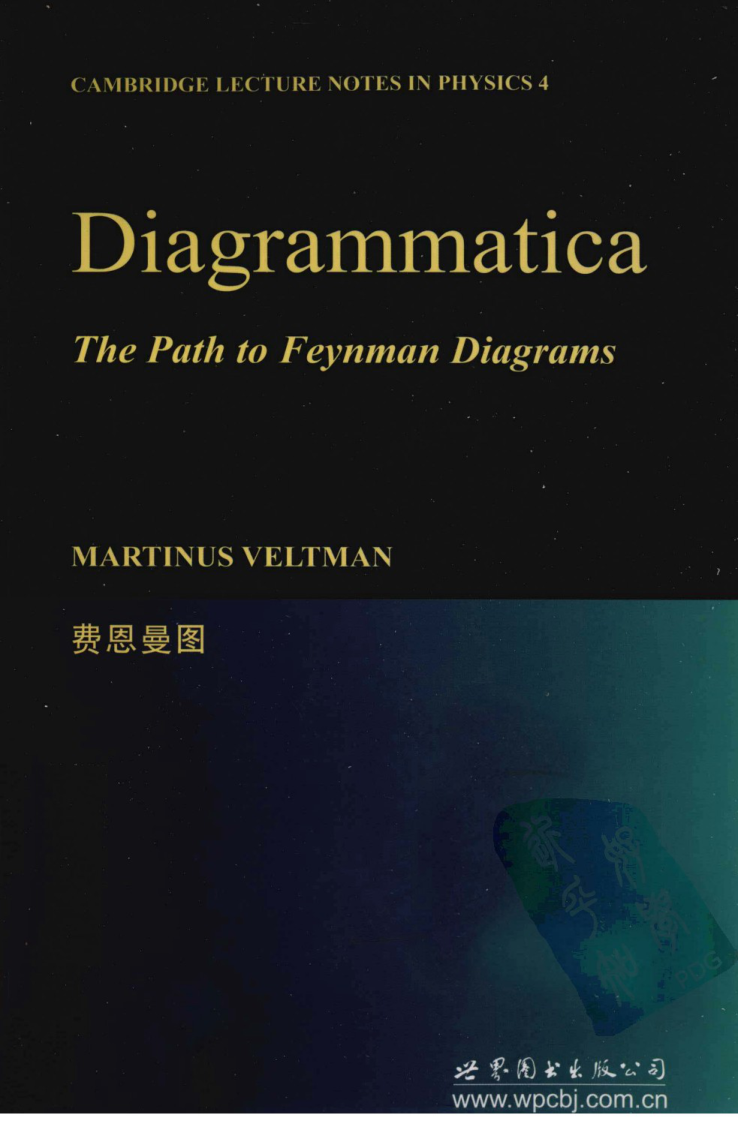 CAMBRIDGE LECTURE NOTES IN PHYSICS 4
Diagrammatica
The Path to Feynman Diagrams
MARTINUS VELTMAN
费恩曼图
PDG
世界图书出版公司
www.wpcbj.com.cn